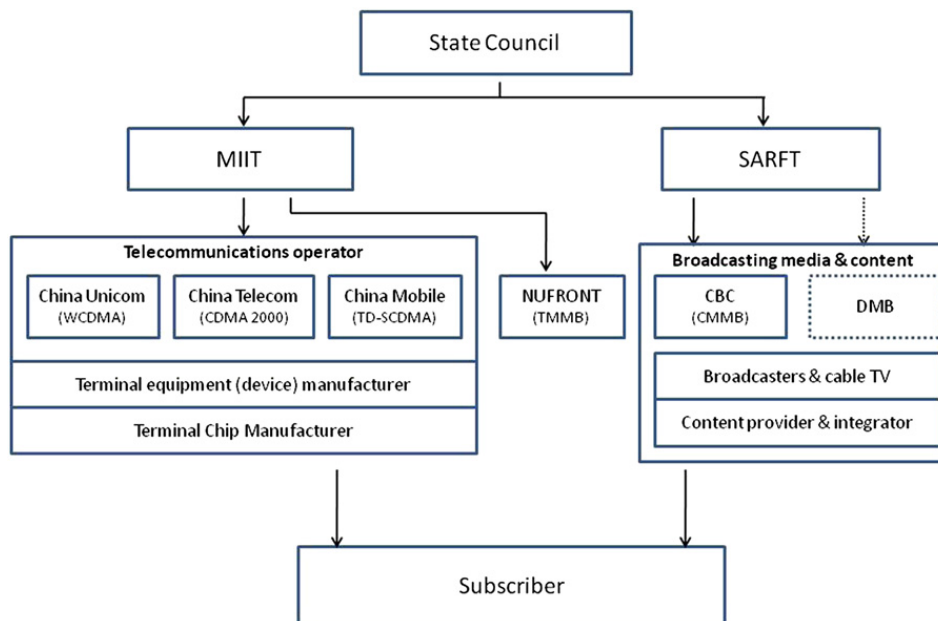 State Council
MIIT
SARFT
Telecommunications operator
China Unicom
(WCDMA)
China Telecom
(CDMA 2000)
China Mobile
(TD-SCDMA)
Terminal equipment (device) manufacturer
Terminal Chip Manufacturer
NUFRONT
(TMMB)
Broadcasting media & content
CBC
(CMMB)
DMB
Broadcasters & cable TV
Content provider & integrator
Subscriber